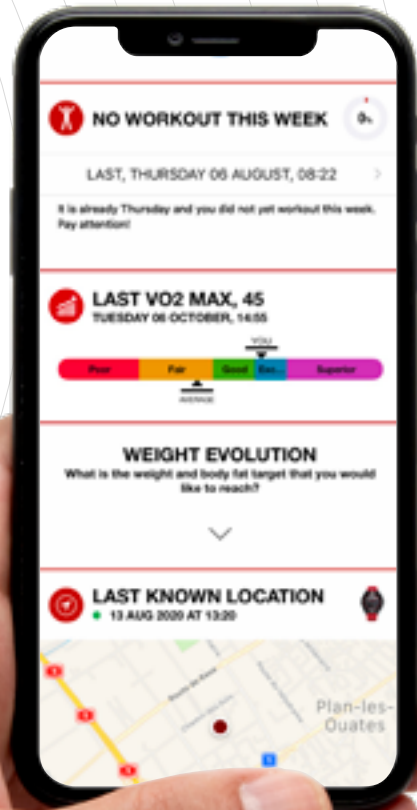 NO WORKOUT THIS WEEK
LAST, THURSDAY 06 AUGUST, 08:22
It is already Thursday and you did not yet workout this week.
Pay attention!
LAST VO2 MAX, 45
TUESDAY 06 OCTOBER, 14:55
YOU
Poor Fair Good Exc... Superior
AVERAGE
WEIGHT EVOLUTION
What is the weight and body fat target that you would
like to reach?
LAST KNOWN LOCATION
13 AUG 2020 AT 13:20
Plan-les-
Ouates